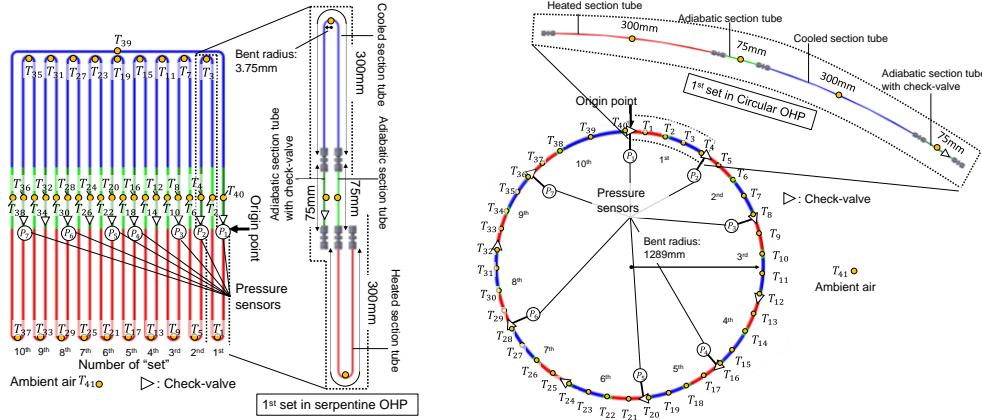 T39
T35 T31 T27 T23 T19 T15 T11 T7 T3
T36 T32 T28 T24 T20 T16 T12 T8 T4 T40
T38 T34 T30 T26 T22 T18 T14 T10 T6 T2
P7 P6 P5 P4 P3 P2 P1
Origin point
Pressure
sensors
T37 T33 T29 T25 T21 T17 T13 T9 T5 T1
10th 9th 8th 7th 6th 5th 4th 3rd 2nd 1st
Number of "set"
Ambient air T41
: Check-valve
Bent radius:
3.75mm
Cooled section tube
300mm
Adiabatic section tube
with check-valve
Adiabatic section tube
75mm
75mm
300mm
Heated section tube
1st set in serpentine OHP
Heated section tube
300mm
Adiabatic section tube
75mm
Cooled section tube
300mm
Adiabatic section tube
with check-valve
75mm
1st set in Circular OHP
Origin point
T40 T1 T2 T3 T4 T5 T6 T7 T8 T9 T10 T11 T12 T13 T14 T15 T16 T17 T18 T19 T20 T21 T22 T23 T24 T25 T26 T27 T28 T29 T30 T31 T32 T33 T34 T35 T36 T37 T38 T39
1st 2nd 3rd 4th 5th 6th 7th 8th 9th 10th
P1 P2 P3 P4 P5 P6 P7
Pressure
sensors
Bent radius:
1289mm
: Check-valve
T41
Ambient air